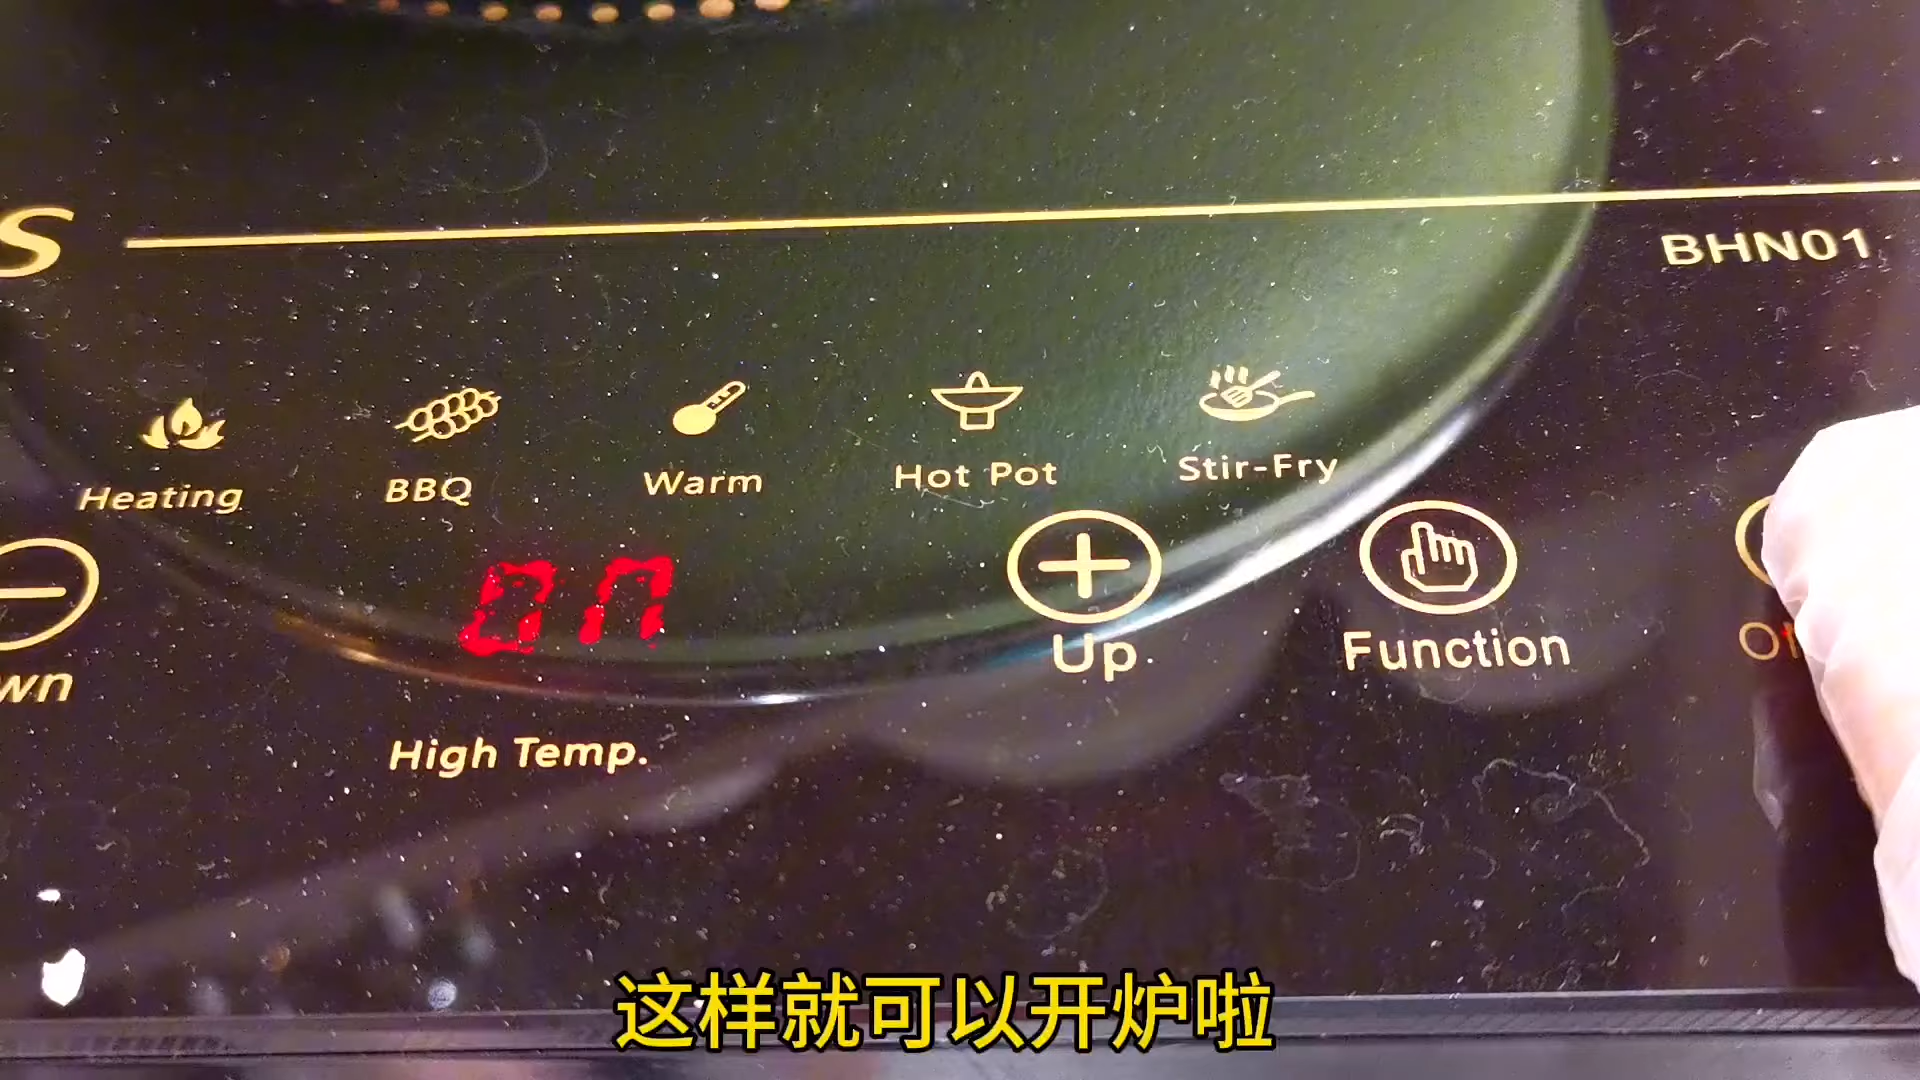 S
BHN01
Heating BBQ Warm Hot Pot Stir-Fry
on
wn Up Function
High Temp.
这样就可以开炉啦